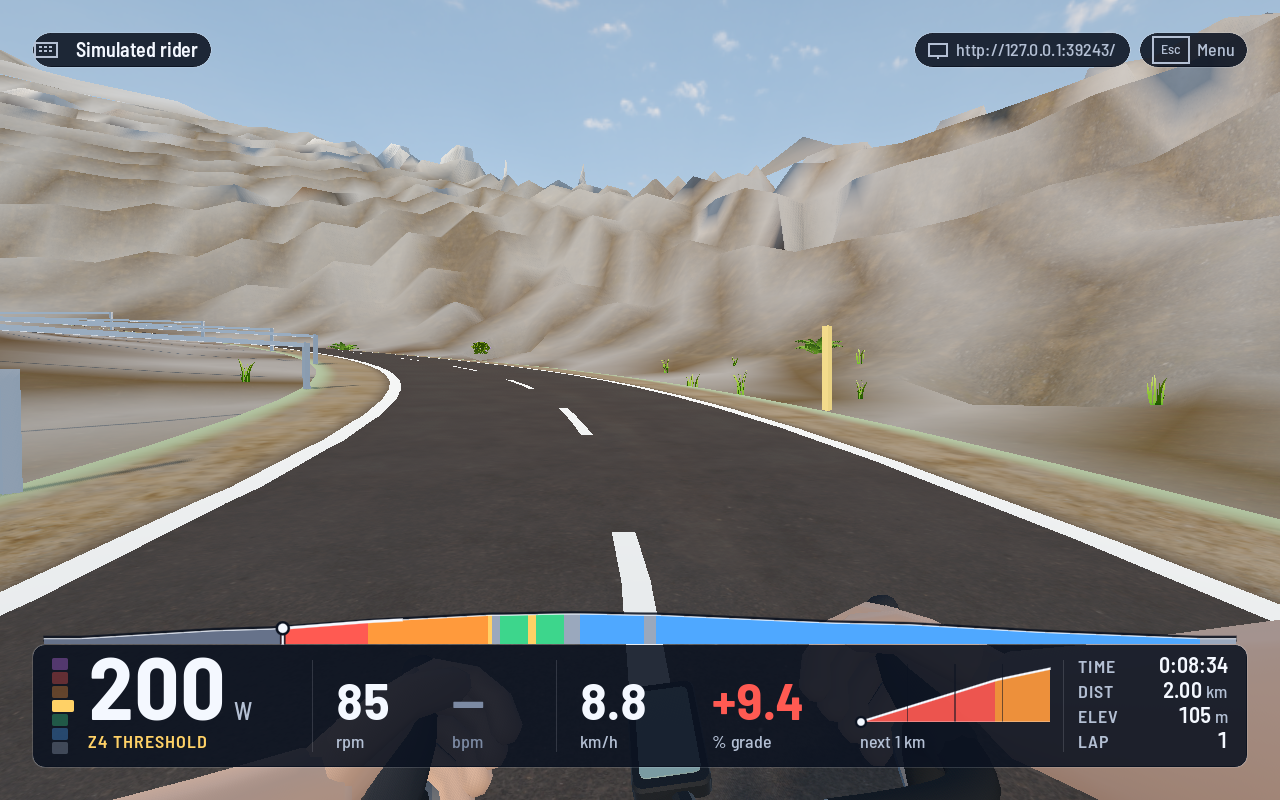 Simulated rider
http://127.0.0.1:39243/
Esc Menu
200 W
Z4 THRESHOLD
85
rpm
—
bpm
8.8
km/h
+9.4
% grade
next 1 km
TIME 0:08:34
DIST 2.00 km
ELEV 105 m
LAP 1